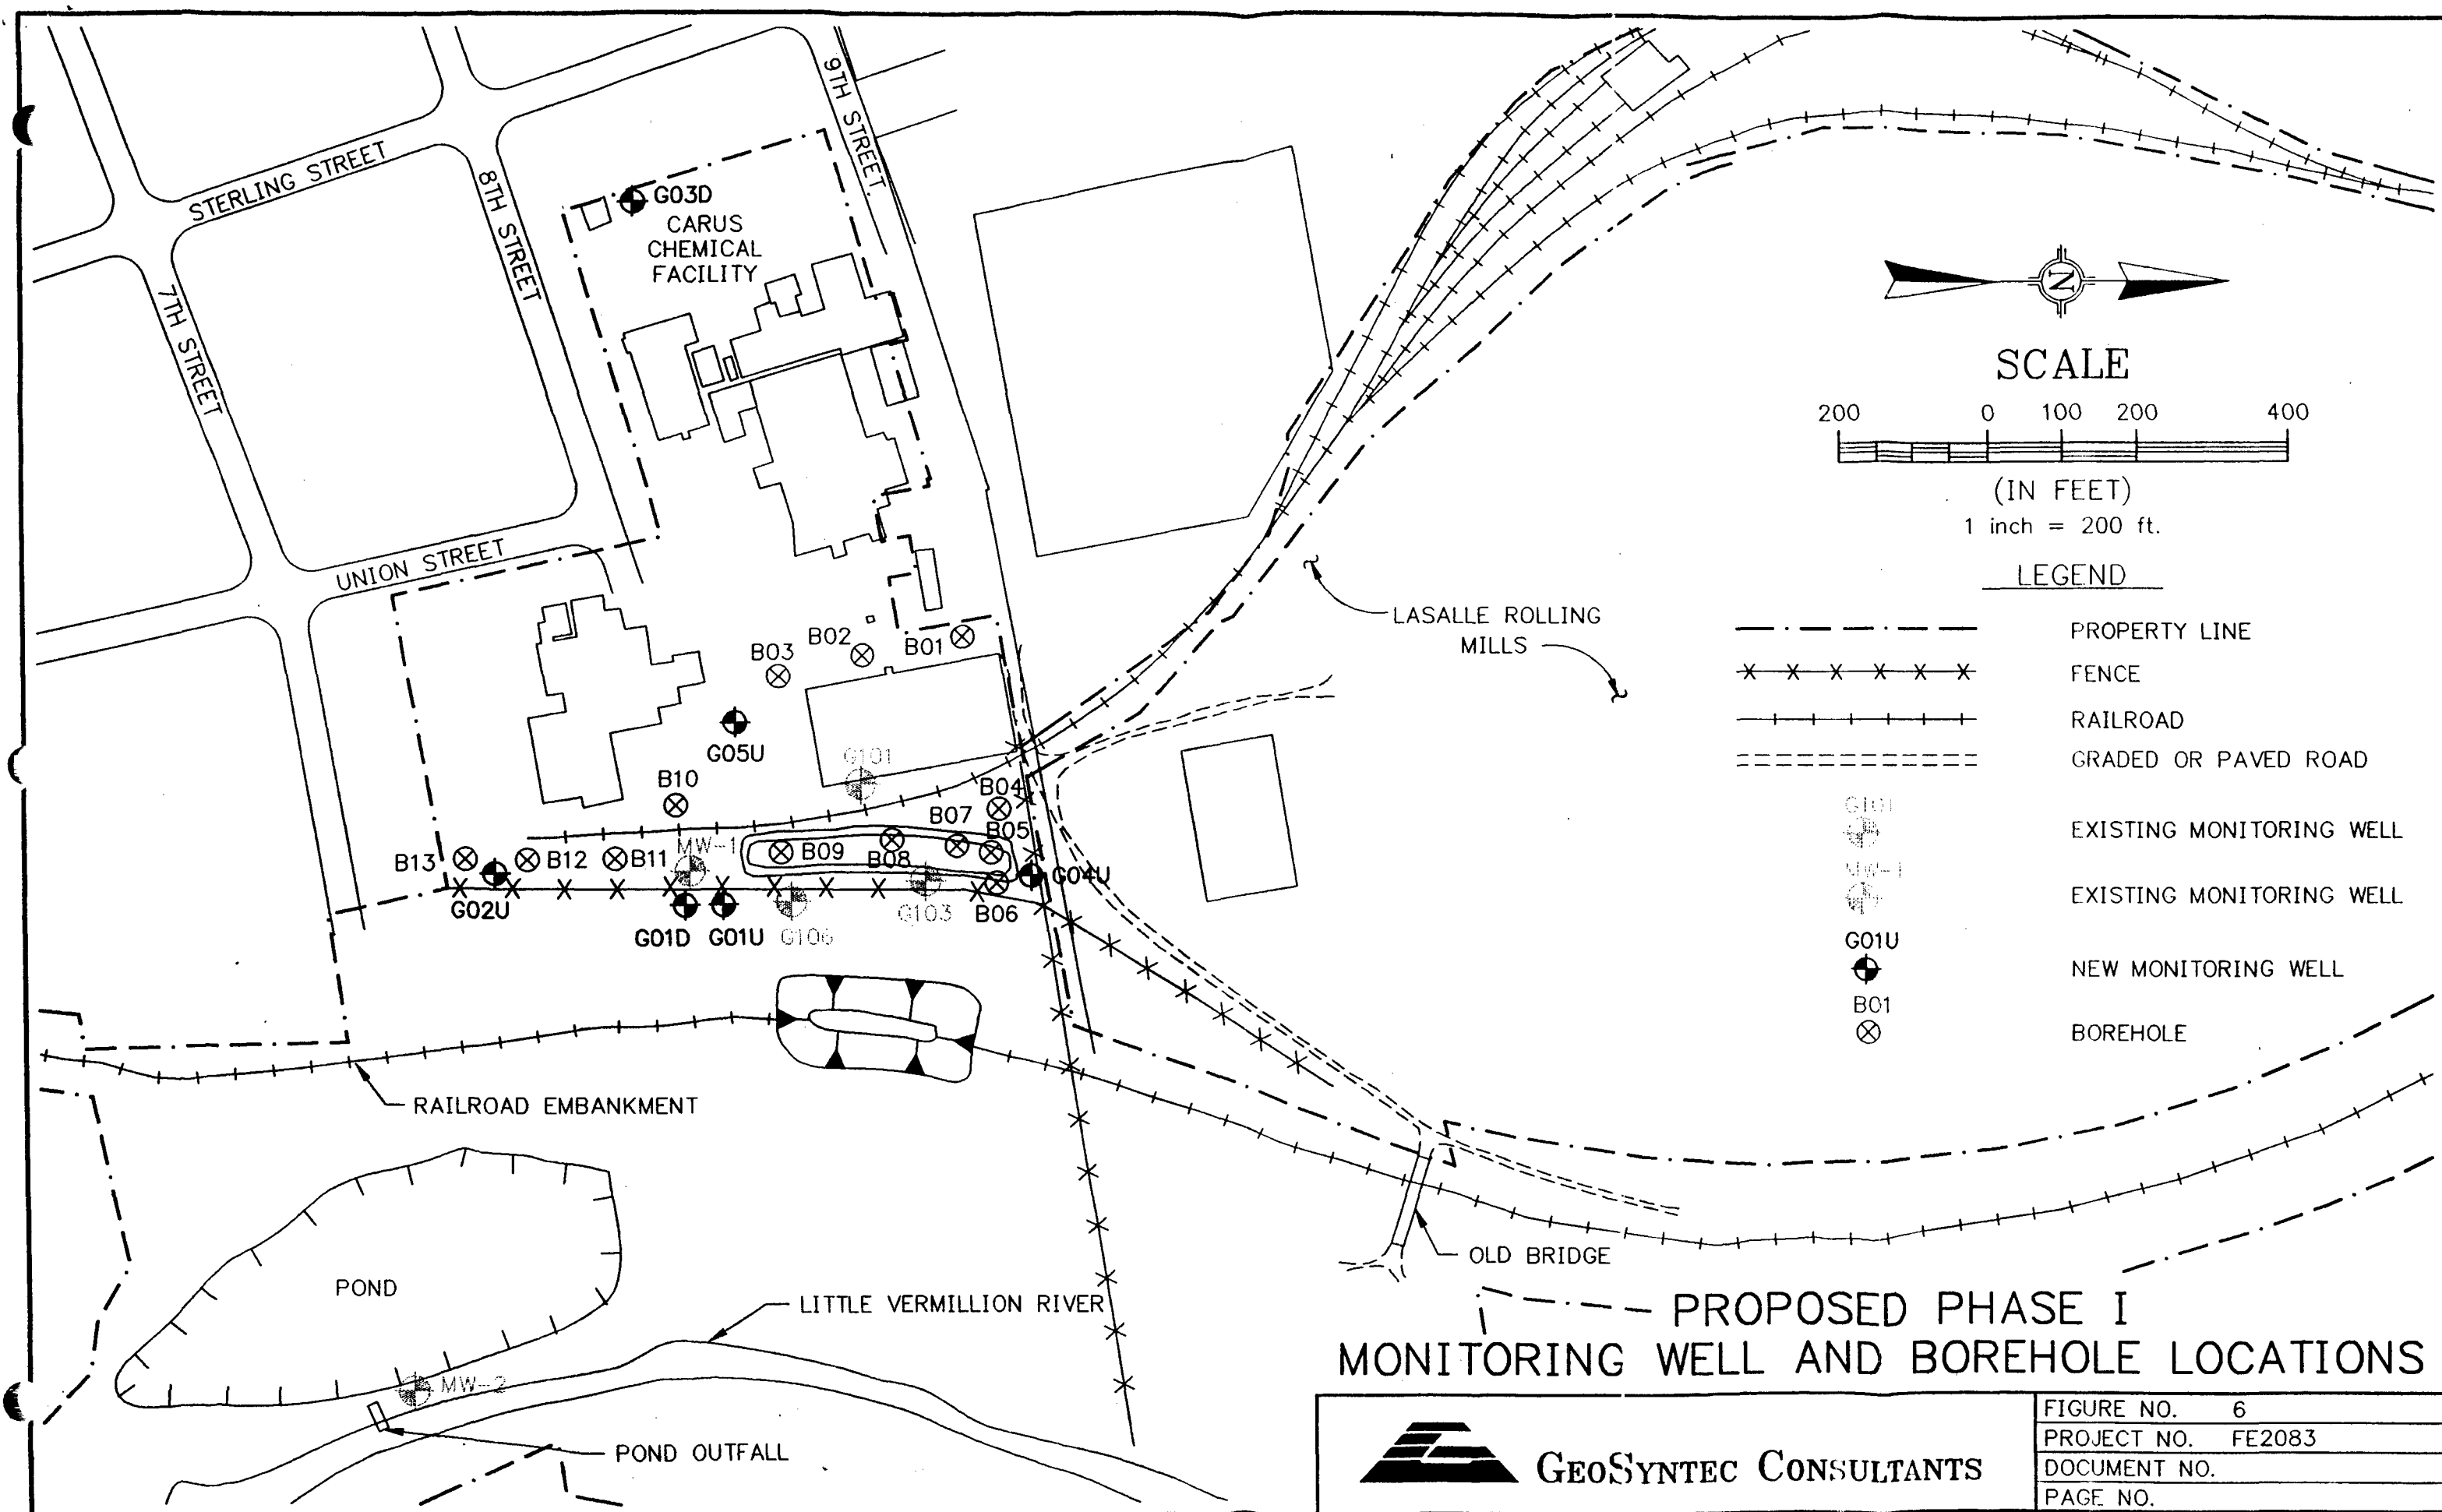 9TH STREET
STERLING STREET
8TH STREET
7TH STREET
UNION STREET
G03D
CARUS
CHEMICAL
FACILITY
N
SCALE
200 0 100 200 400
(IN FEET)
1 inch = 200 ft.
LEGEND
PROPERTY LINE
FENCE
RAILROAD
GRADED OR PAVED ROAD
G101
EXISTING MONITORING WELL
MW-1
EXISTING MONITORING WELL
G01U
NEW MONITORING WELL
B01
BOREHOLE
LASALLE ROLLING
MILLS
B03
B02
B01
G05U
G101
B10
B04
B07
B05
B13
B12
B11
MW-1
B09
B08
G04U
G02U
G01D
G01U
G106
G103
B06
RAILROAD EMBANKMENT
POND
LITTLE VERMILLION RIVER
OLD BRIDGE
MW-2
POND OUTFALL
PROPOSED PHASE I
MONITORING WELL AND BOREHOLE LOCATIONS
GEOSYNTEC CONSULTANTS
FIGURE NO. 6
PROJECT NO. FE2083
DOCUMENT NO.
PAGE NO.